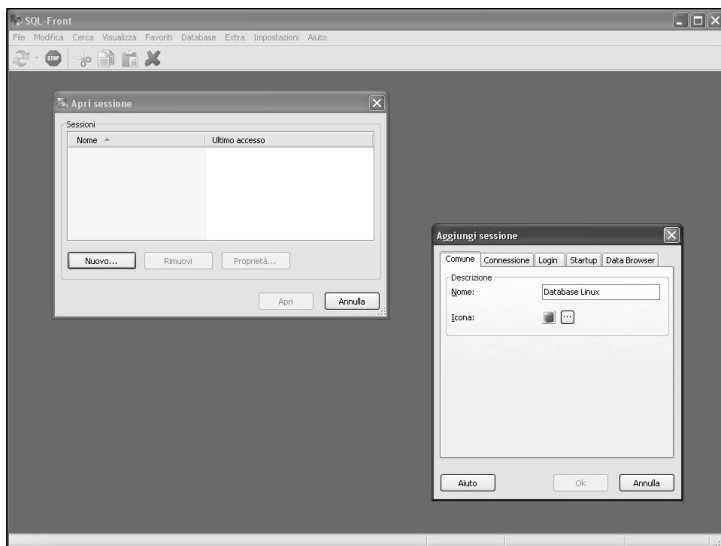 SQL-Front
File Modifica Cerca Visualizza Favoriti Database Extra Impostazioni Aiuto
STOP
Apri sessione
Sessioni
Nome Ultimo accesso
Nuovo... Rimuovi Proprietà...
Apri Annulla
Aggiungi sessione
Comune Connessione Login Startup Data Browser
Descrizione
Nome: Database Linux
Icona: ...
Aiuto Ok Annulla